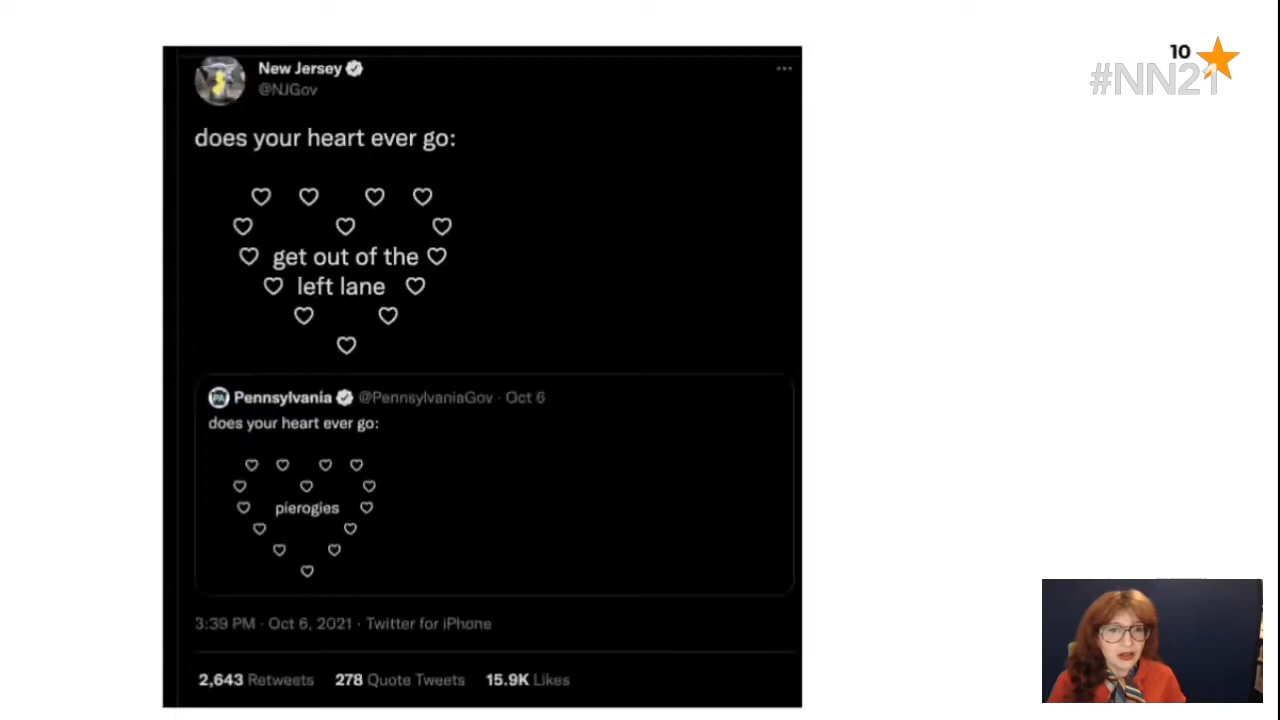 10
#NN21
New Jersey
@NJGov
does your heart ever go:
♡ ♡ ♡ ♡
♡ ♡ ♡
♡ get out of the ♡
♡ left lane ♡
♡ ♡
♡
Pennsylvania @PennsylvaniaGov · Oct 6
does your heart ever go:
♡ ♡ ♡ ♡
♡ ♡ ♡
♡ pierogies ♡
♡ ♡
♡ ♡
♡
3:39 PM · Oct 6, 2021 · Twitter for iPhone
2,643 Retweets 278 Quote Tweets 15.9K Likes